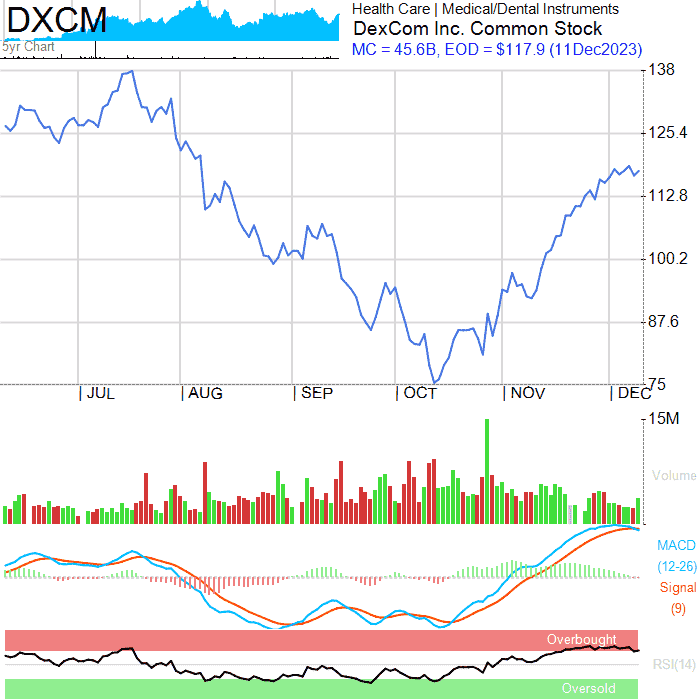 DXCM
5yr Chart
Health Care | Medical/Dental Instruments
DexCom Inc. Common Stock
MC = 45.6B, EOD = $117.9 (11Dec2023)
138
125.4
112.8
100.2
87.6
75
| JUL | AUG | SEP | OCT | NOV | DEC
15M
Volume
MACD
(12-26)
Signal
(9)
Overbought
RSI(14)
Oversold